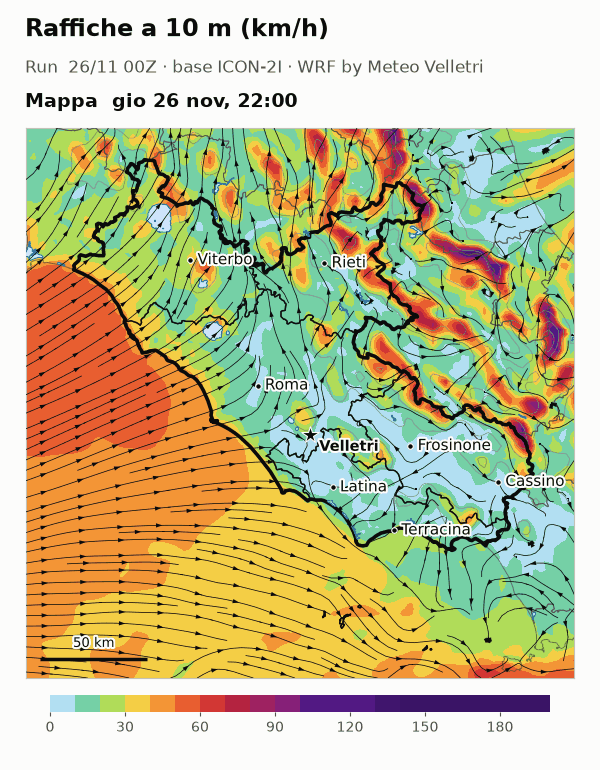 Raffiche a 10 m (km/h)
Run 26/11 00Z · base ICON-2I · WRF by Meteo Velletri
Mappa gio 26 nov, 22:00
Viterbo
Rieti
Roma
Velletri
Frosinone
Latina
Cassino
Terracina
50 km
0 30 60 90 120 150 180